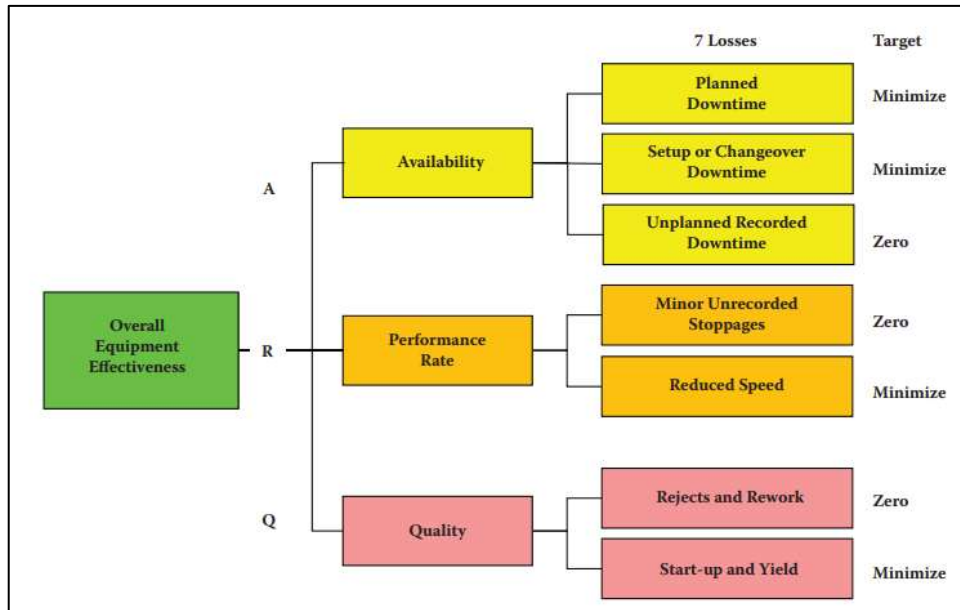 7 Losses Target
Planned
Downtime
Minimize
Setup or Changeover
Downtime
Minimize
Availability
A
Unplanned Recorded
Downtime
Zero
Minor Unrecorded
Stoppages
Zero
Overall
Equipment
Effectiveness
R
Performance
Rate
Reduced Speed
Minimize
Rejects and Rework
Zero
Q
Quality
Start-up and Yield
Minimize